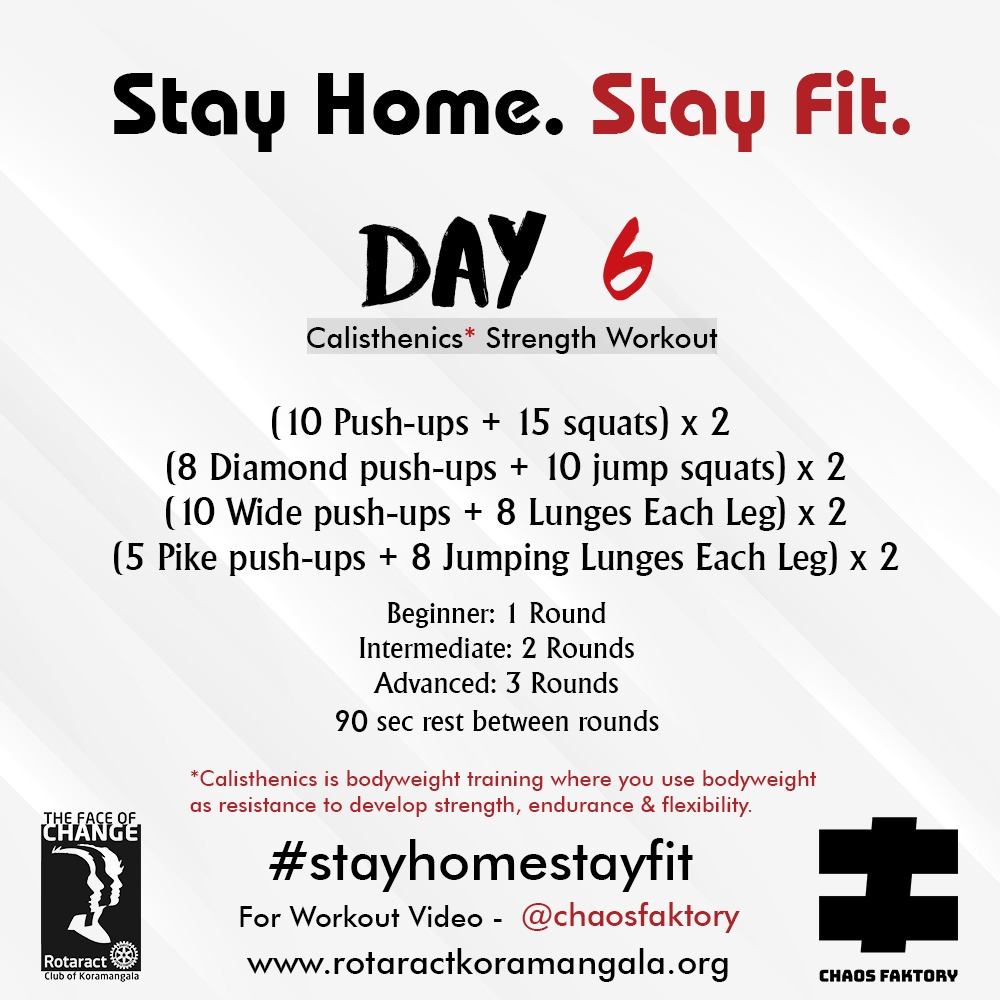 Stay Home. Stay Fit.
DAY 6
Calisthenics* Strength Workout
(10 Push-ups + 15 squats) x 2
(8 Diamond push-ups + 10 jump squats) x 2
(10 Wide push-ups + 8 Lunges Each Leg) x 2
(5 Pike push-ups + 8 Jumping Lunges Each Leg) x 2
Beginner: 1 Round
Intermediate: 2 Rounds
Advanced: 3 Rounds
90 sec rest between rounds
*Calisthenics is bodyweight training where you use bodyweight
as resistance to develop strength, endurance & flexibility.
THE FACE OF
CHANGE
Rotaract
Club of Koramangala
#stayhomestayfit
For Workout Video - @chaosfaktory
www.rotaractkoramangala.org
CHAOS FAKTORY